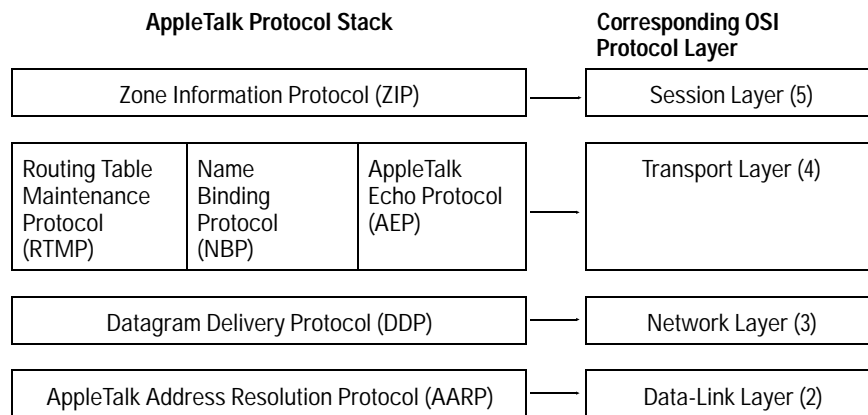 AppleTalk Protocol Stack
Corresponding OSI
Protocol Layer
Zone Information Protocol (ZIP)
Session Layer (5)
Routing Table
Maintenance
Protocol
(RTMP)
Name
Binding
Protocol
(NBP)
AppleTalk
Echo Protocol
(AEP)
Transport Layer (4)
Datagram Delivery Protocol (DDP)
Network Layer (3)
AppleTalk Address Resolution Protocol (AARP)
Data-Link Layer (2)